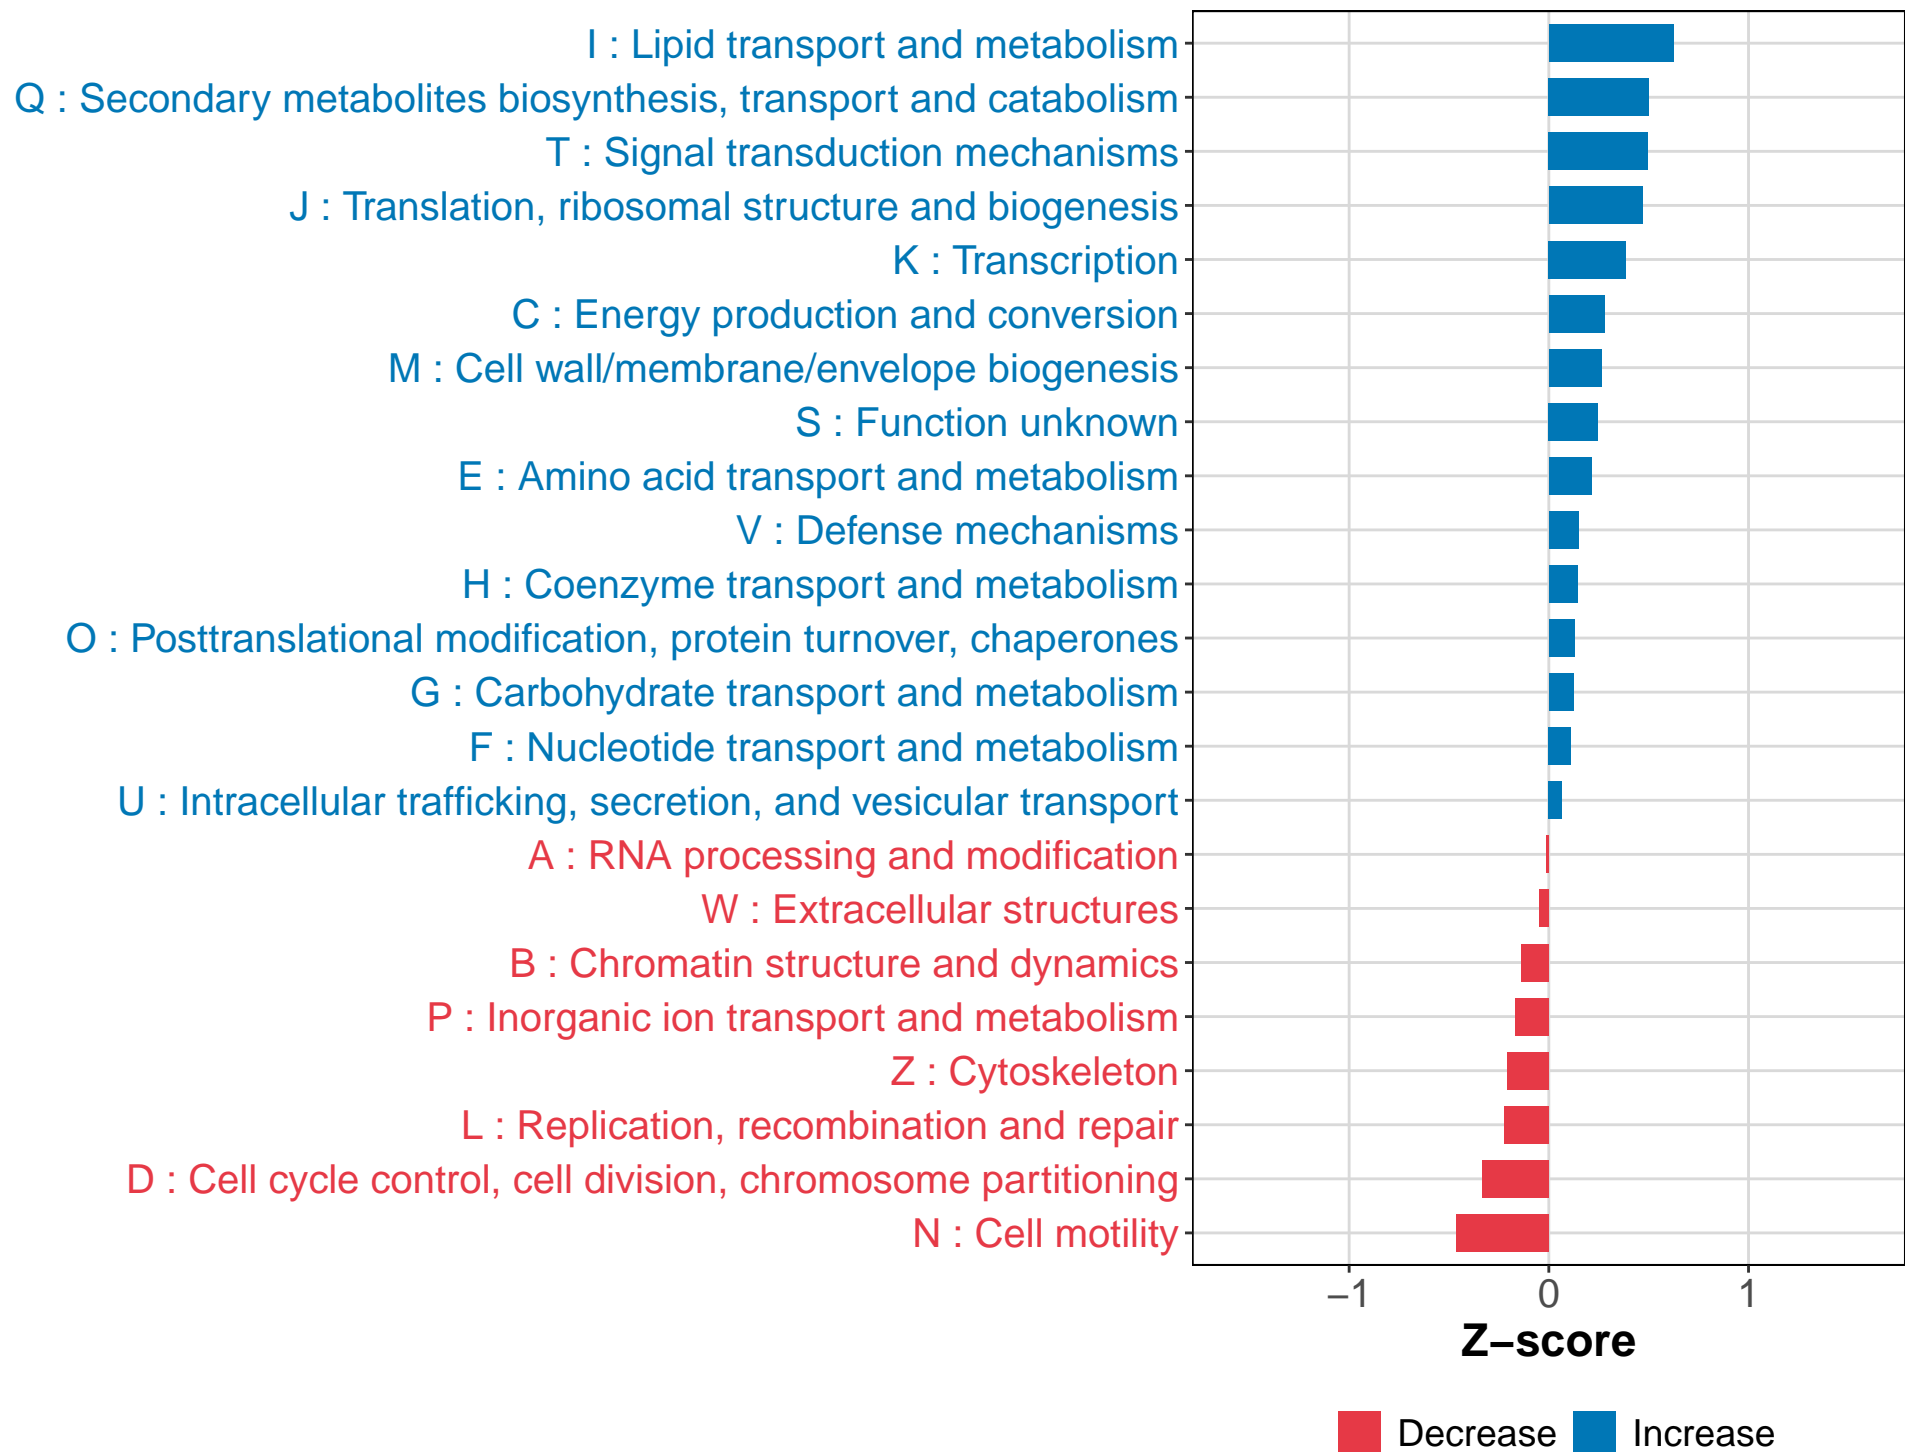 I : Lipid transport and metabolism
Q : Secondary metabolites biosynthesis, transport and catabolism
T : Signal transduction mechanisms
J : Translation, ribosomal structure and biogenesis
K : Transcription
C : Energy production and conversion
M : Cell wall/membrane/envelope biogenesis
S : Function unknown
E : Amino acid transport and metabolism
V : Defense mechanisms
H : Coenzyme transport and metabolism
O : Posttranslational modification, protein turnover, chaperones
G : Carbohydrate transport and metabolism
F : Nucleotide transport and metabolism
U : Intracellular trafficking, secretion, and vesicular transport
A : RNA processing and modification
W : Extracellular structures
B : Chromatin structure and dynamics
P : Inorganic ion transport and metabolism
Z : Cytoskeleton
L : Replication, recombination and repair
D : Cell cycle control, cell division, chromosome partitioning
N : Cell motility
−1 0 1
Z−score
Decrease Increase